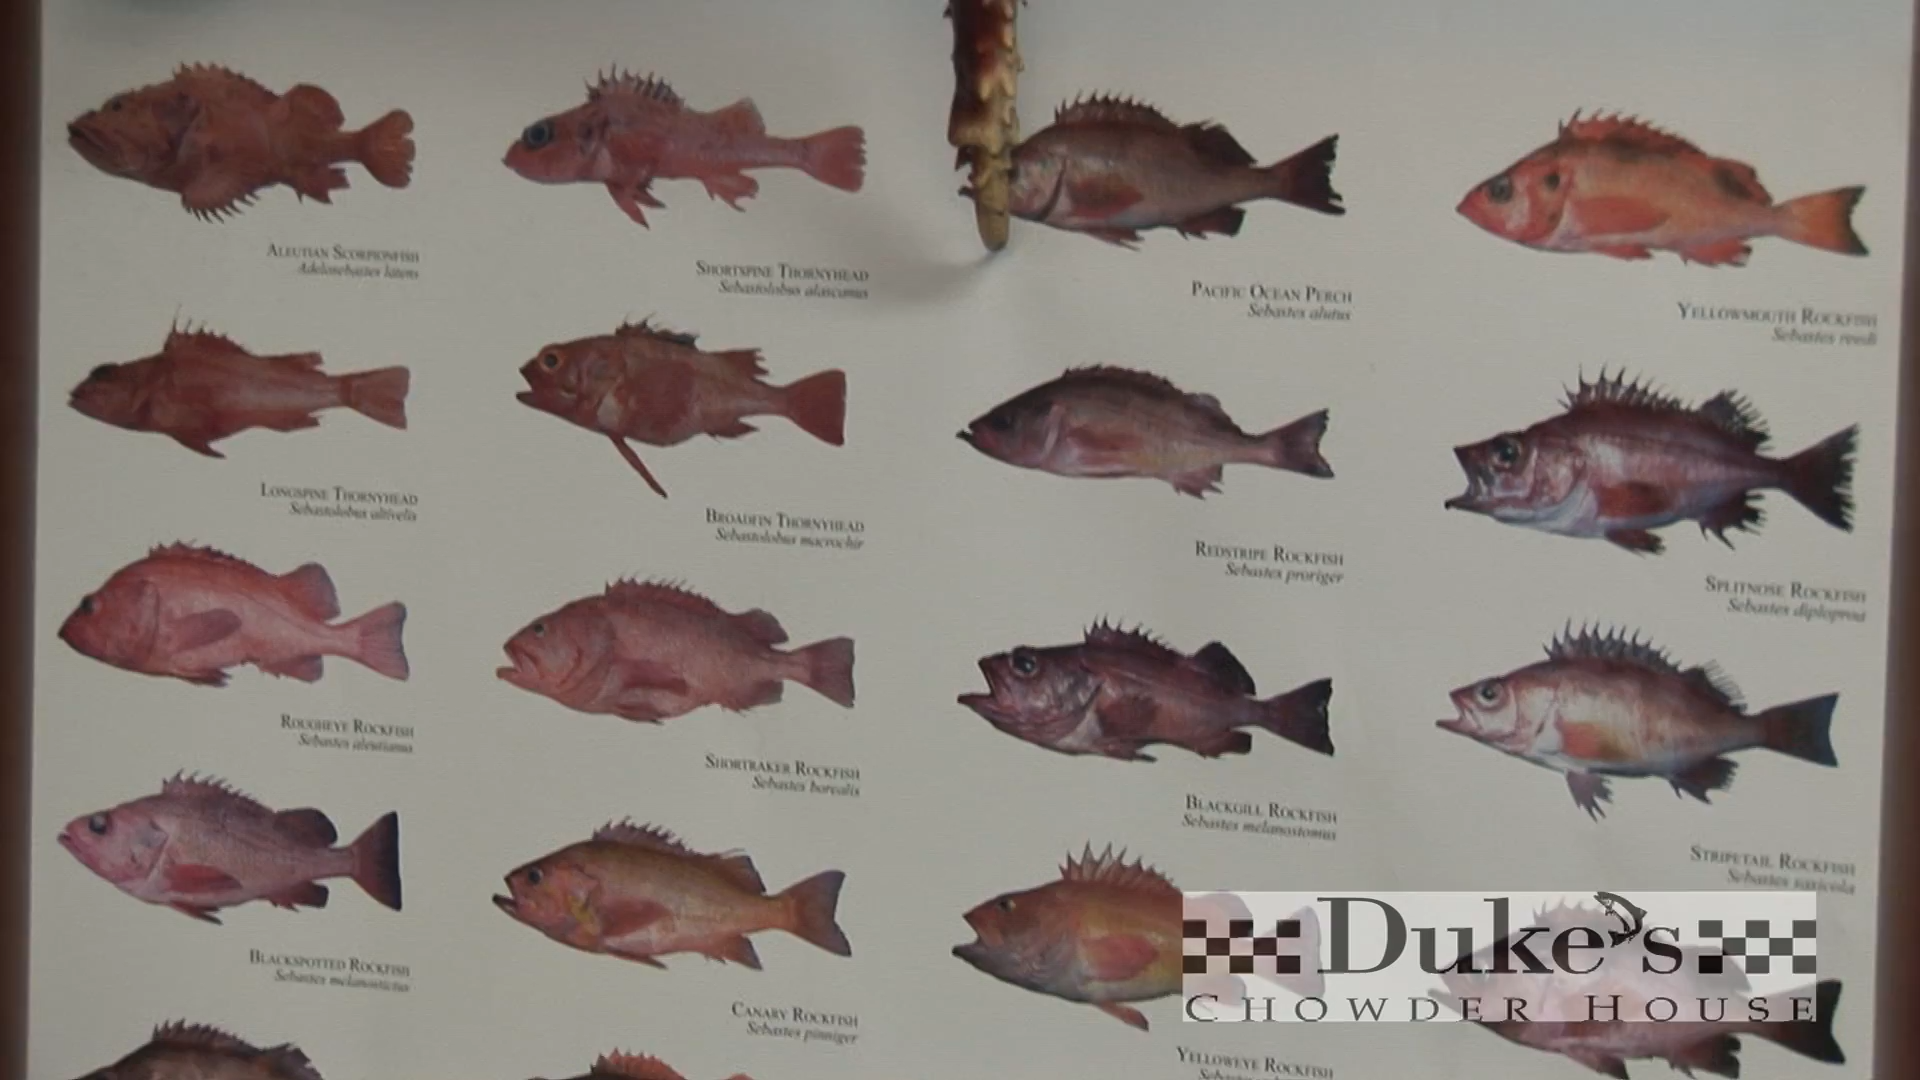 ALEUTIAN SCORPIONFISH
Adelosebastes latens
SHORTSPINE THORNYHEAD
Sebastolobus alascanus
PACIFIC OCEAN PERCH
Sebastes alutus
YELLOWMOUTH ROCKFISH
Sebastes reedi
LONGSPINE THORNYHEAD
Sebastolobus altivelis
BROADFIN THORNYHEAD
Sebastolobus macrochir
REDSTRIPE ROCKFISH
Sebastes proriger
SPLITNOSE ROCKFISH
Sebastes diploproa
ROUGHEYE ROCKFISH
Sebastes aleutianus
SHORTRAKER ROCKFISH
Sebastes borealis
BLACKGILL ROCKFISH
Sebastes melanostomus
STRIPETAIL ROCKFISH
Sebastes saxicola
BLACKSPOTTED ROCKFISH
Sebastes melanostictus
CANARY ROCKFISH
Sebastes pinniger
YELLOWEYE ROCKFISH
Duke's
CHOWDER HOUSE